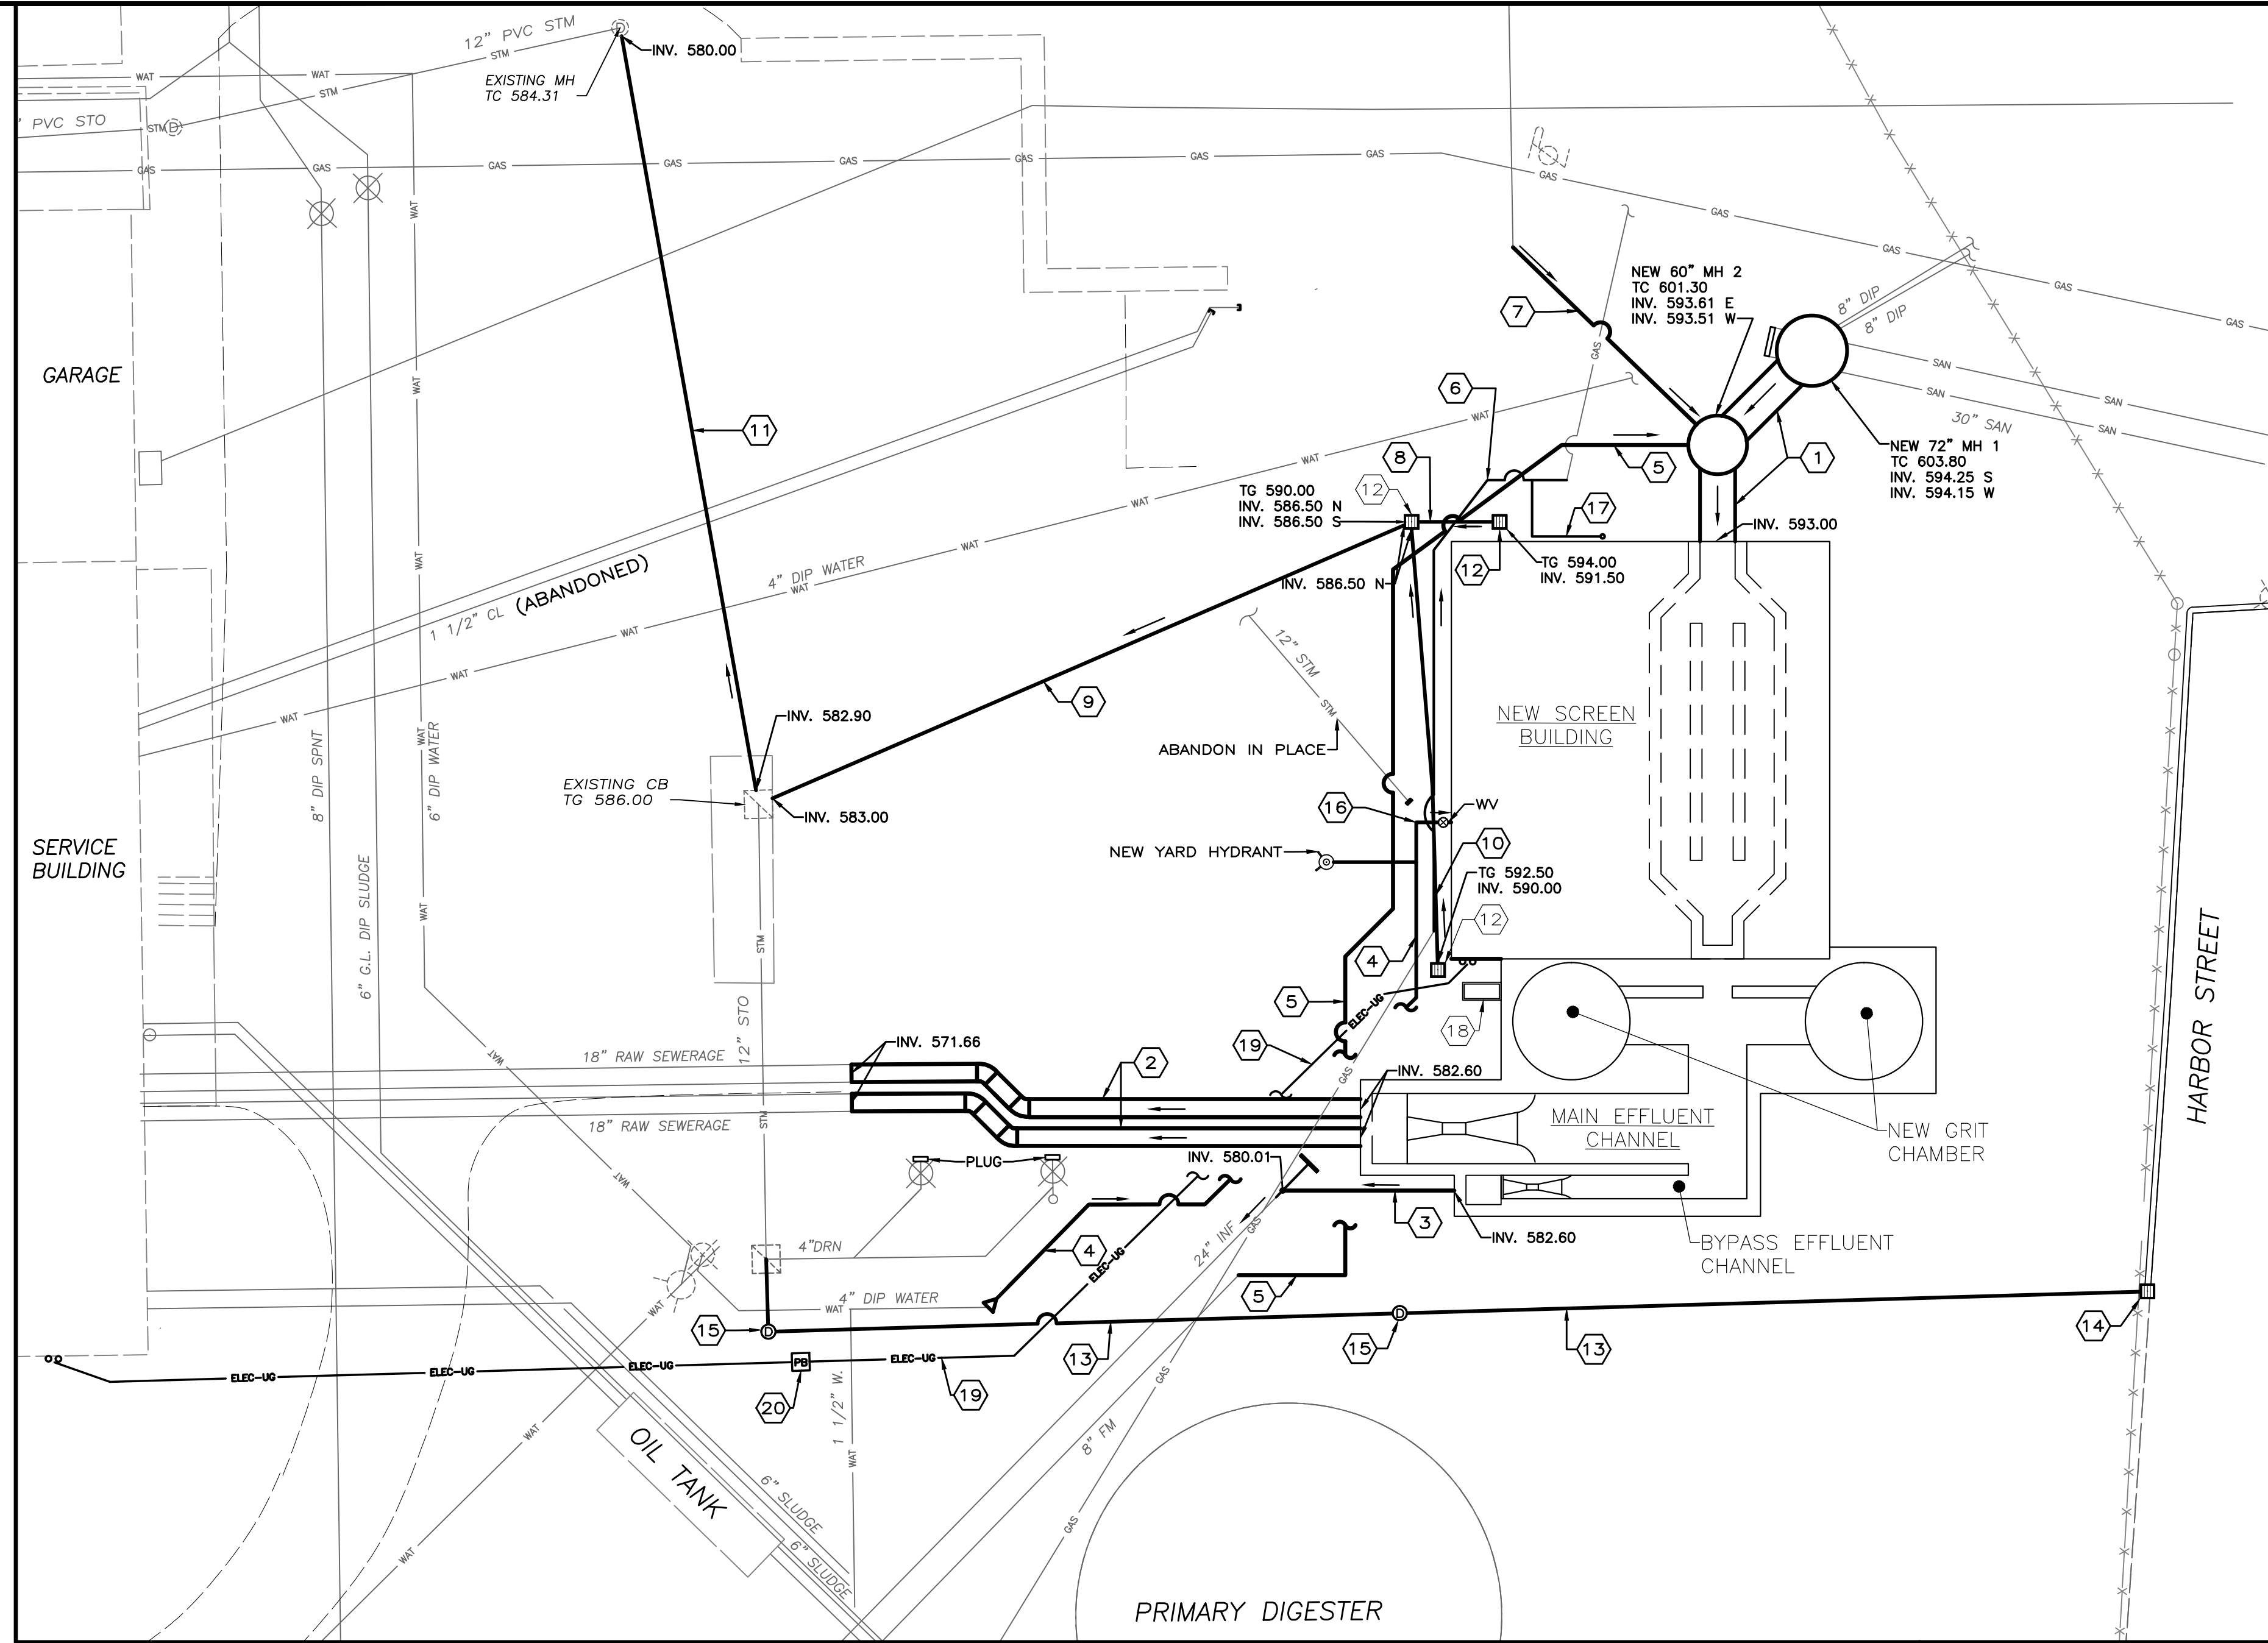 12" PVC STM
STM
INV. 580.00
EXISTING MH
TC 584.31
WAT
WAT
STM
" PVC STO
STM
D
D
GAS
GAS
GAS
GAS
GAS
GAS
GAS
GAS
GAS
GAS
GAS
GAS
GAS
GAS
WAT
WAT
WAT
WAT
WAT
GARAGE
11
7
NEW 60" MH 2
TC 601.30
INV. 593.61 E
INV. 593.51 W
8" DIP
8" DIP
SAN
SAN
SAN
SAN
30" SAN
NEW 72" MH 1
TC 603.80
INV. 594.25 S
INV. 594.15 W
1
6
8
5
12
TG 590.00
INV. 586.50 N
INV. 586.50 S
17
INV. 593.00
12
TG 594.00
INV. 591.50
INV. 586.50 N
WAT
WAT
4" DIP WATER
WAT
WAT
WAT
WAT
1 1/2" CL (ABANDONED)
12" STM
STM
9
NEW SCREEN
BUILDING
ABANDON IN PLACE
INV. 582.90
EXISTING CB
TG 586.00
INV. 583.00
8" DIP SPNT
6" DIP WATER
6" G.L. DIP SLUDGE
SERVICE
BUILDING
16
WV
NEW YARD HYDRANT
10
TG 592.50
INV. 590.00
12
4
5
18
STM
12" STO
STM
ELEC-UG
19
GAS
INV. 571.66
18" RAW SEWERAGE
2
INV. 582.60
18" RAW SEWERAGE
MAIN EFFLUENT
CHANNEL
NEW GRIT
CHAMBER
HARBOR STREET
WAT
WAT
PLUG
INV. 580.01
3
INV. 582.60
BYPASS EFFLUENT
CHANNEL
4"DRN
4
ELEC-UG
24" INF
GAS
5
4" DIP WATER
WAT
WAT
15
D
D
15
13
13
14
ELEC-UG
ELEC-UG
ELEC-UG
PB
ELEC-UG
19
20
1 1/2" W.
WAT
WAT
WAT
OIL TANK
6" SLUDGE
6" SLUDGE
8" FM
GAS
GAS
PRIMARY DIGESTER